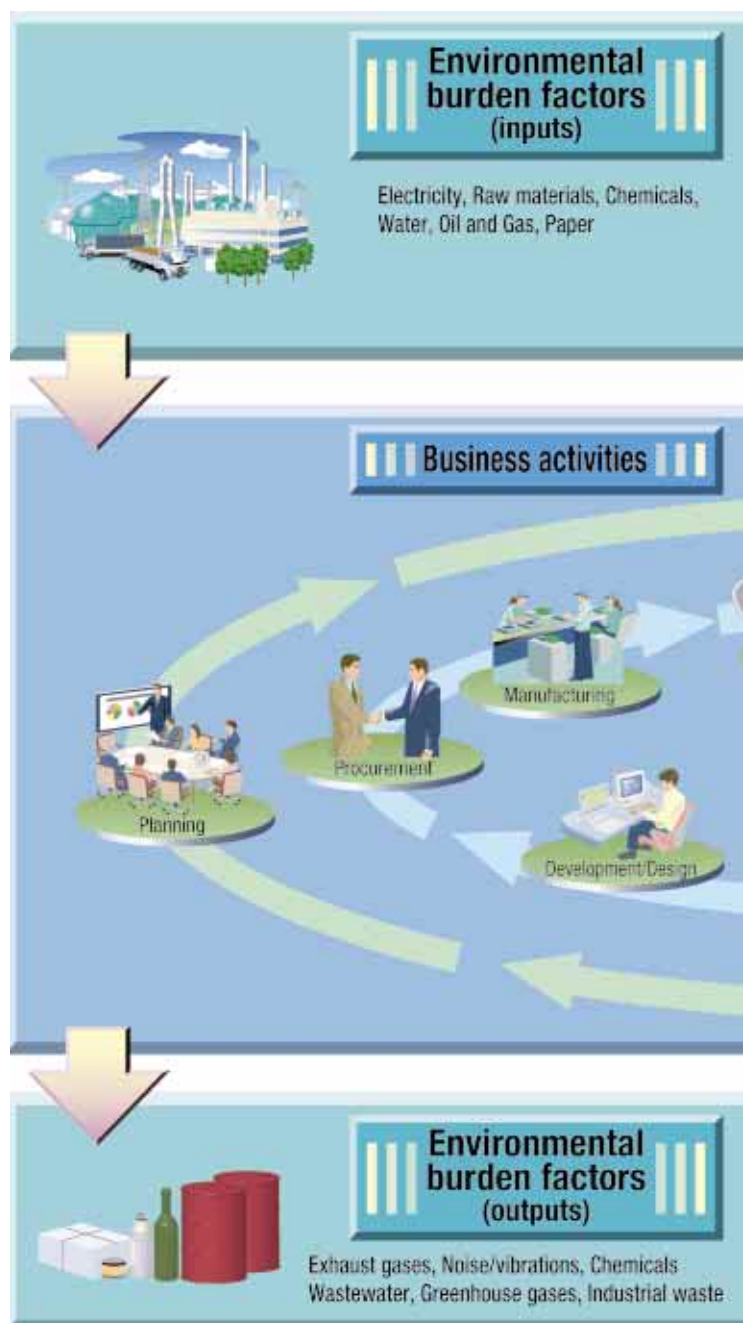 Environmental
burden factors
(inputs)
Electricity, Raw materials, Chemicals,
Water, Oil and Gas, Paper
Business activities
Manufacturing
Procurement
Planning
Development/Design
Environmental
burden factors
(outputs)
Exhaust gases, Noise/vibrations, Chemicals
Wastewater, Greenhouse gases, Industrial waste